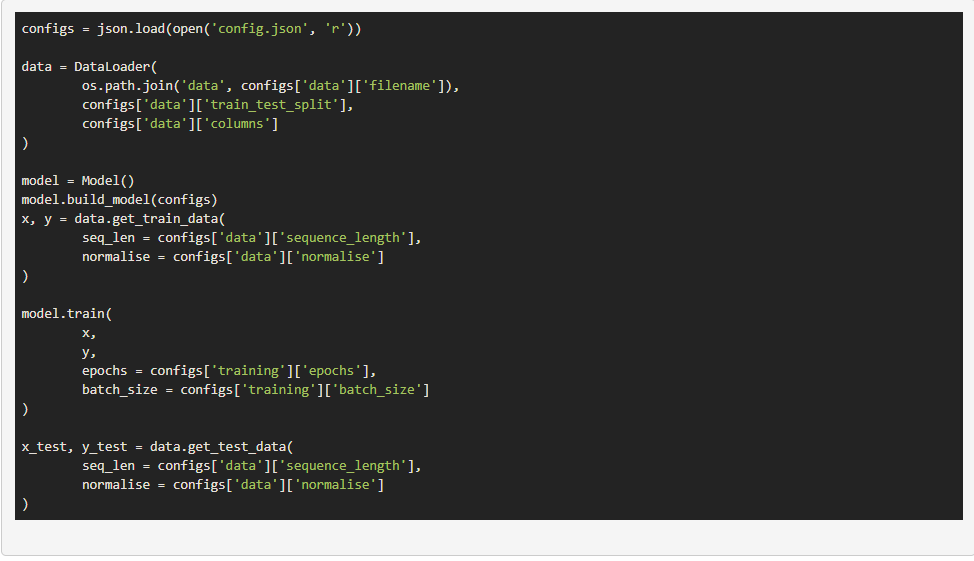 configs = json.load(open('config.json', 'r'))

data = DataLoader(
        os.path.join('data', configs['data']['filename']),
        configs['data']['train_test_split'],
        configs['data']['columns']
)

model = Model()
model.build_model(configs)
x, y = data.get_train_data(
        seq_len = configs['data']['sequence_length'],
        normalise = configs['data']['normalise']
)

model.train(
        x,
        y,
        epochs = configs['training']['epochs'],
        batch_size = configs['training']['batch_size']
)

x_test, y_test = data.get_test_data(
        seq_len = configs['data']['sequence_length'],
        normalise = configs['data']['normalise']
)